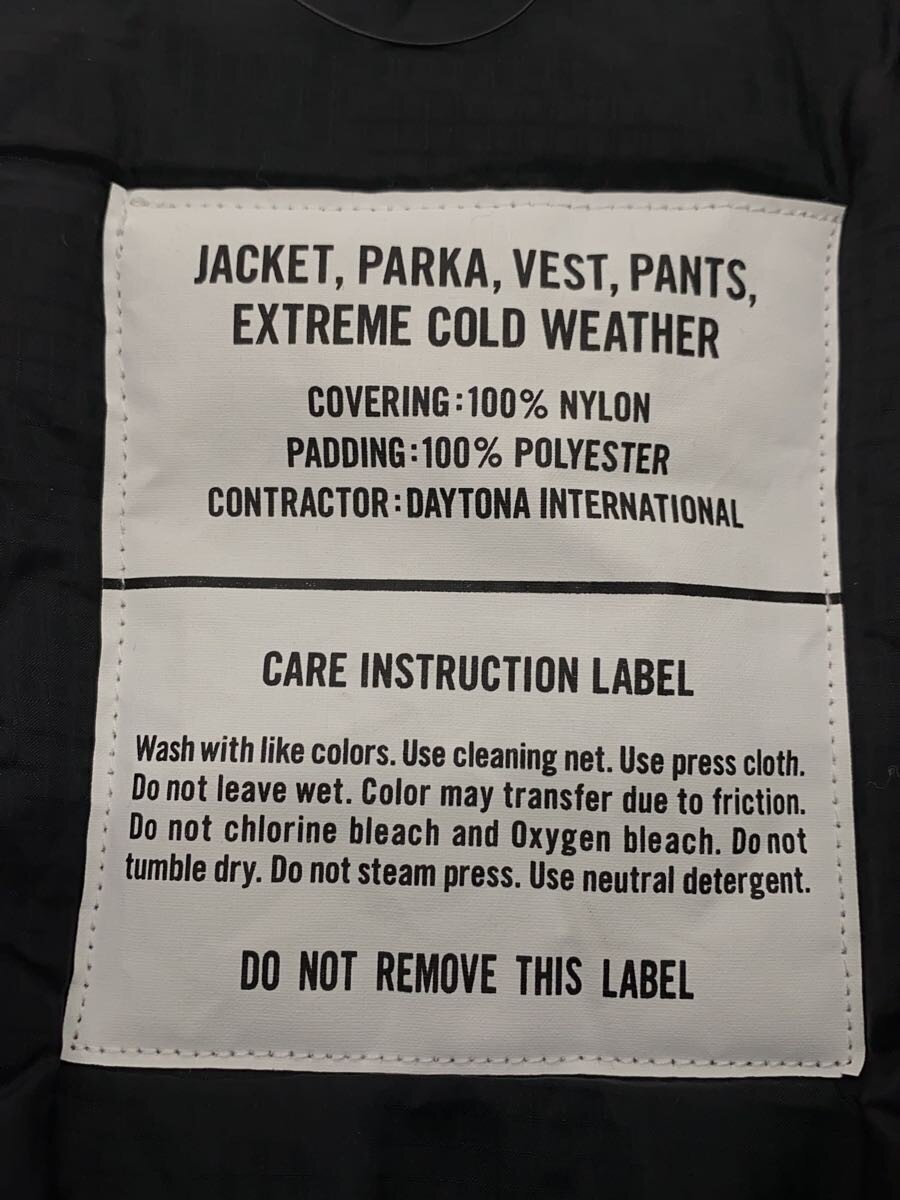 JACKET, PARKA, VEST, PANTS,
EXTREME COLD WEATHER
COVERING:100% NYLON
PADDING:100% POLYESTER
CONTRACTOR:DAYTONA INTERNATIONAL
CARE INSTRUCTION LABEL
Wash with like colors. Use cleaning net. Use press cloth.
Do not leave wet. Color may transfer due to friction.
Do not chlorine bleach and Oxygen bleach. Do not
tumble dry. Do not steam press. Use neutral detergent.
DO NOT REMOVE THIS LABEL